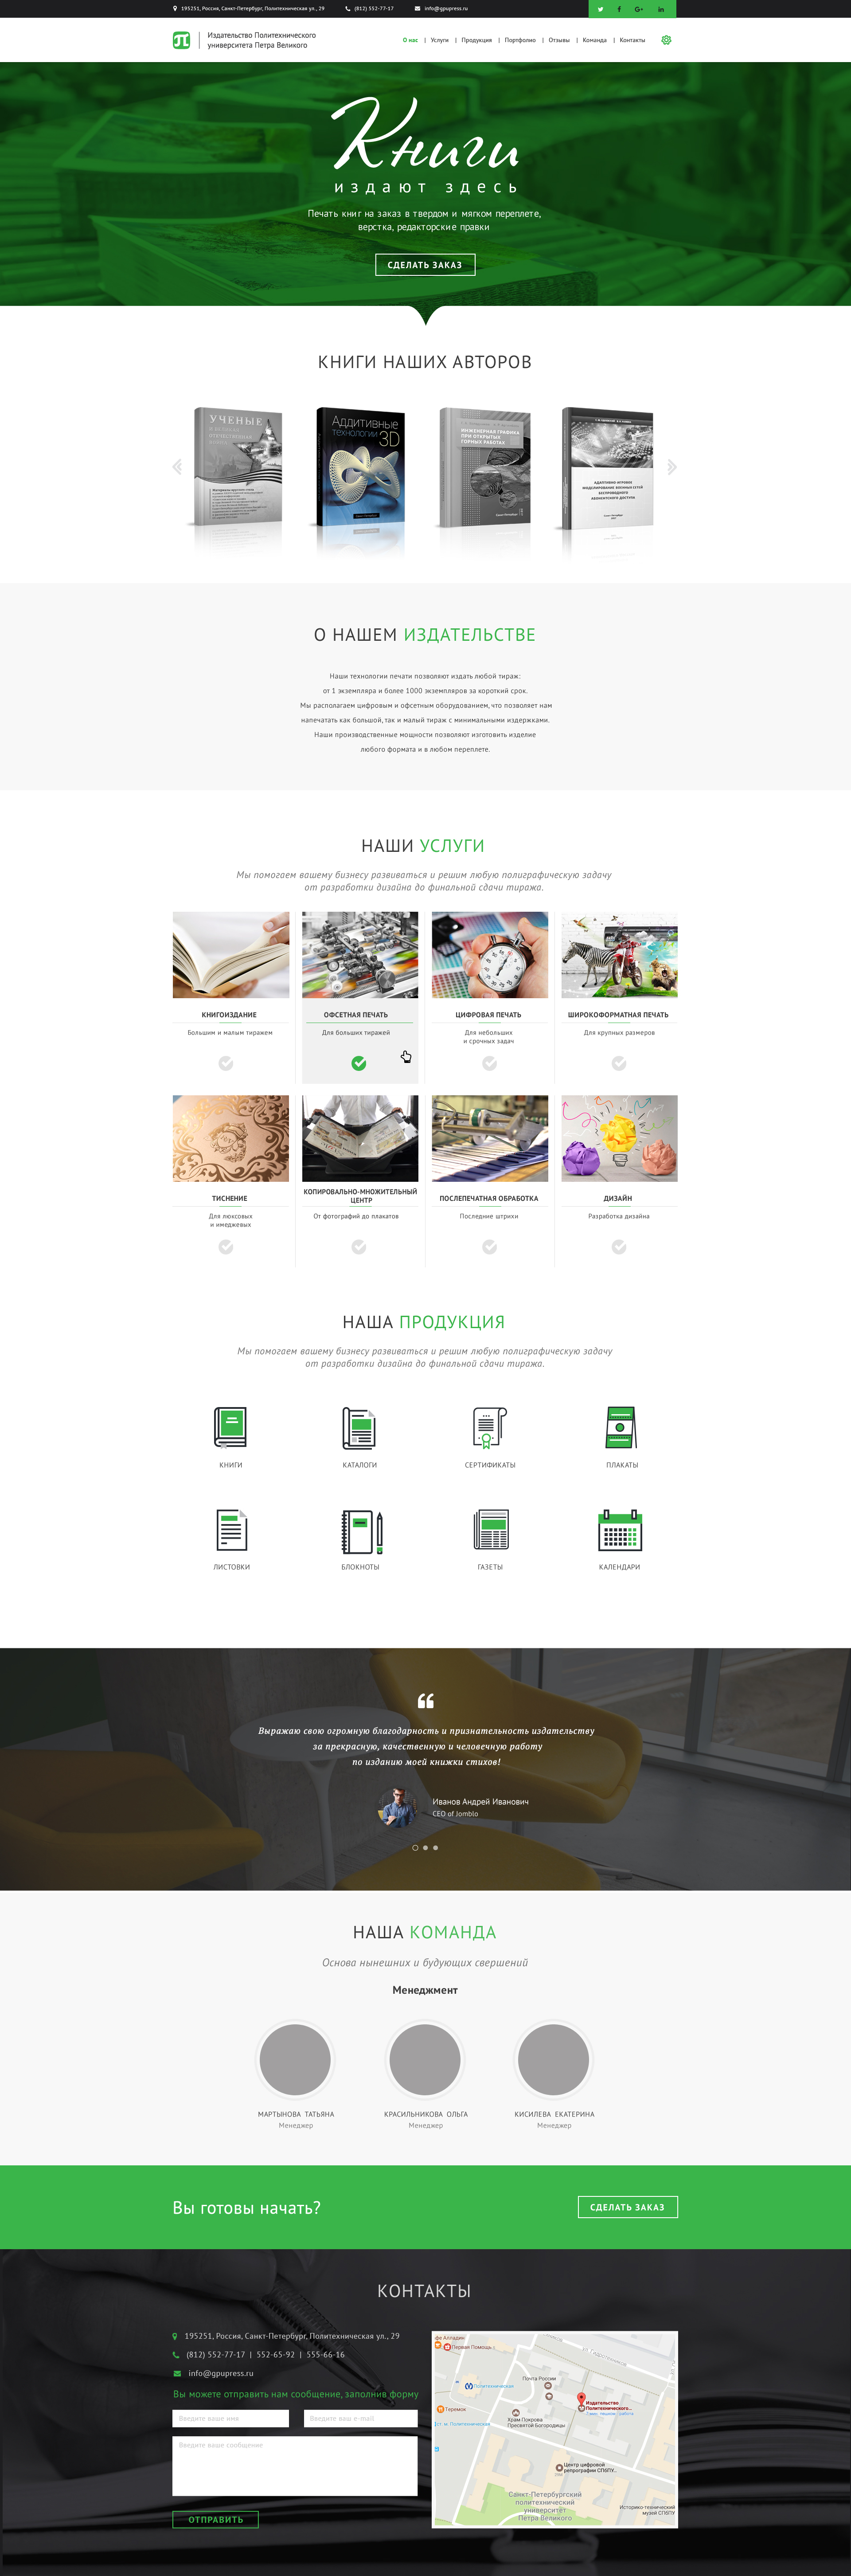 195251, Россия, Санкт-Петербург, Политехническая ул., 29
(812) 552-77-17
info@gpupress.ru
Издательство Политехнического
университета Петра Великого
О нас | Услуги | Продукция | Портфолио | Отзывы | Команда | Контакты
Книги
издают здесь
Печать книг на заказ в твердом и мягком переплете,
верстка, редакторские правки
СДЕЛАТЬ ЗАКАЗ
КНИГИ НАШИХ АВТОРОВ
УЧЕНЫЕ
Аддитивные
технологии 3D
ИНЖЕНЕРНАЯ ГРАФИКА
ПРИ ОТКРЫТЫХ
ГОРНЫХ РАБОТАХ
О НАШЕМ ИЗДАТЕЛЬСТВЕ
Наши технологии печати позволяют издать любой тираж:
от 1 экземпляра и более 1000 экземпляров за короткий срок.
Мы располагаем цифровым и офсетным оборудованием, что позволяет нам
напечатать как большой, так и малый тираж с минимальными издержками.
Наши производственные мощности позволяют изготовить изделие
любого формата и в любом переплете.
НАШИ УСЛУГИ
Мы помогаем вашему бизнесу развиваться и решим любую полиграфическую задачу
от разработки дизайна до финальной сдачи тиража.
КНИГОИЗДАНИЕ
Большим и малым тиражем
ОФСЕТНАЯ ПЕЧАТЬ
Для больших тиражей
ЦИФРОВАЯ ПЕЧАТЬ
Для небольших
и срочных задач
ШИРОКОФОРМАТНАЯ ПЕЧАТЬ
Для крупных размеров
ТИСНЕНИЕ
Для люксовых
и имеджевых
КОПИРОВАЛЬНО-МНОЖИТЕЛЬНЫЙ
ЦЕНТР
От фотографий до плакатов
ПОСЛЕПЕЧАТНАЯ ОБРАБОТКА
Последние штрихи
ДИЗАЙН
Разработка дизайна
НАША ПРОДУКЦИЯ
Мы помогаем вашему бизнесу развиваться и решим любую полиграфическую задачу
от разработки дизайна до финальной сдачи тиража.
КНИГИ
КАТАЛОГИ
СЕРТИФИКАТЫ
ПЛАКАТЫ
ЛИСТОВКИ
БЛОКНОТЫ
ГАЗЕТЫ
КАЛЕНДАРИ
Выражаю свою огромную благодарность и признательность издательству
за прекрасную, качественную и человечную работу
по изданию моей книжки стихов!
Иванов Андрей Иванович
CEO of Jomblo
НАША КОМАНДА
Основа нынешних и будующих свершений
Менеджмент
МАРТЫНОВА ТАТЬЯНА
Менеджер
КРАСИЛЬНИКОВА ОЛЬГА
Менеджер
КИСИЛЕВА ЕКАТЕРИНА
Менеджер
Вы готовы начать?
СДЕЛАТЬ ЗАКАЗ
КОНТАКТЫ
195251, Россия, Санкт-Петербург, Политехническая ул., 29
(812) 552-77-17 | 552-65-92 | 555-66-16
info@gpupress.ru
Вы можете отправить нам сообщение, заполнив форму
Введите ваше имя
Введите ваш e-mail
Введите ваше сообщение
ОТПРАВИТЬ
Первая Помощь
Политехническая
Почта России
Издательство
Политехнического...
Теремок
Храм Покрова
Пресвятой Богородицы
ст. м. Политехническая
Центр цифровой
репрографии СПбПУ...
Санкт-Петербургский
политехнический
университет
Петра Великого
Историко-технический
музей СПбПУ